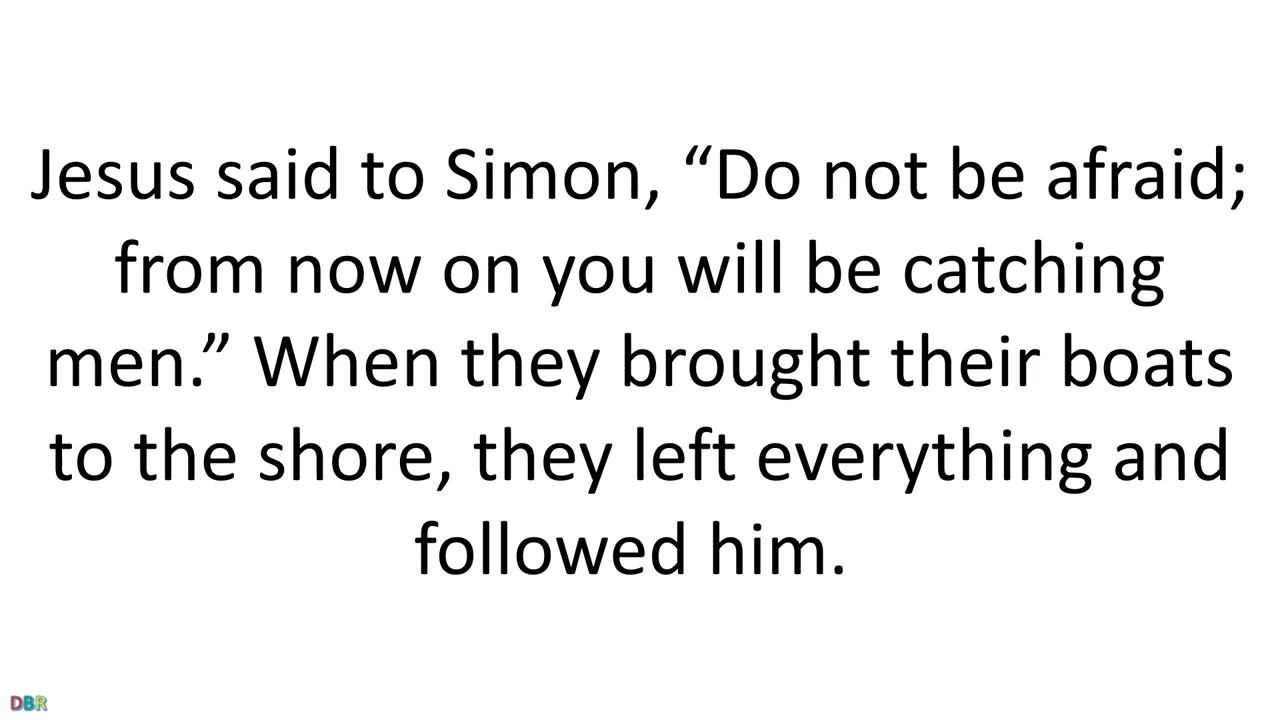 Jesus said to Simon, “Do not be afraid;
from now on you will be catching
men.” When they brought their boats
to the shore, they left everything and
followed him.
DBR